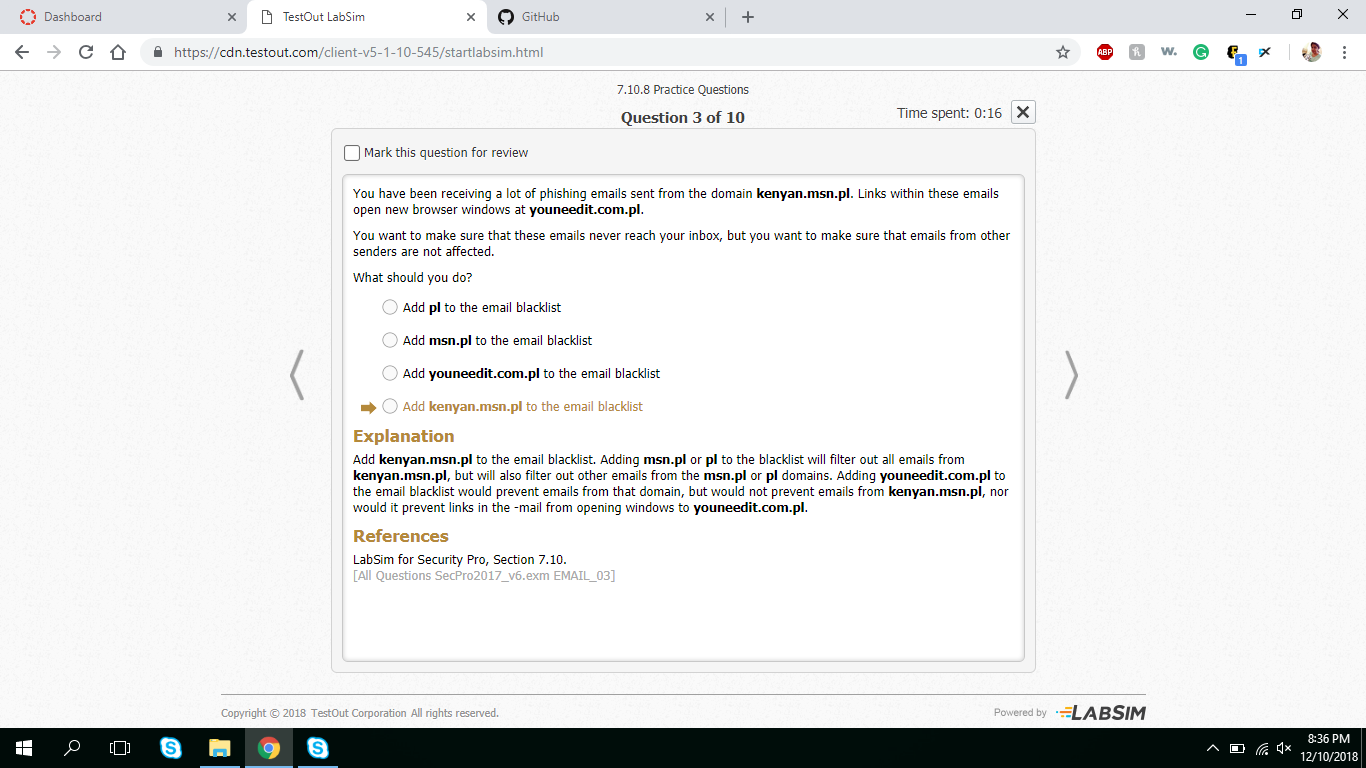 Dashboard
TestOut LabSim
GitHub
https://cdn.testout.com/client-v5-1-10-545/startlabsim.html
ABP
w.
1
7.10.8 Practice Questions
Question 3 of 10
Time spent: 0:16
Mark this question for review
You have been receiving a lot of phishing emails sent from the domain kenyan.msn.pl. Links within these emails
open new browser windows at youneedit.com.pl.
You want to make sure that these emails never reach your inbox, but you want to make sure that emails from other
senders are not affected.
What should you do?
Add pl to the email blacklist
Add msn.pl to the email blacklist
Add youneedit.com.pl to the email blacklist
Add kenyan.msn.pl to the email blacklist
Explanation
Add kenyan.msn.pl to the email blacklist. Adding msn.pl or pl to the blacklist will filter out all emails from
kenyan.msn.pl, but will also filter out other emails from the msn.pl or pl domains. Adding youneedit.com.pl to
the email blacklist would prevent emails from that domain, but would not prevent emails from kenyan.msn.pl, nor
would it prevent links in the -mail from opening windows to youneedit.com.pl.
References
LabSim for Security Pro, Section 7.10.
[All Questions SecPro2017_v6.exm EMAIL_03]
Copyright © 2018 TestOut Corporation All rights reserved.
Powered by LABSIM
8:36 PM
12/10/2018